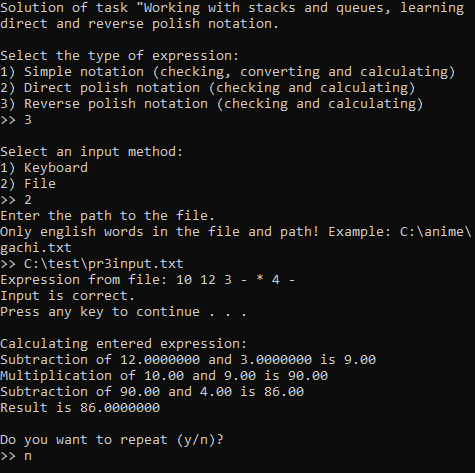 Solution of task "Working with stacks and queues, learning
direct and reverse polish notation.
Select the type of expression:
1) Simple notation (checking, converting and calculating)
2) Direct polish notation (checking and calculating)
3) Reverse polish notation (checking and calculating)
>> 3
Select an input method:
1) Keyboard
2) File
>> 2
Enter the path to the file.
Only english words in the file and path! Example: C:\anime\
gachi.txt
>> C:\test\pr3input.txt
Expression from file: 10 12 3 - * 4 -
Input is correct.
Press any key to continue . . .
Calculating entered expression:
Subtraction of 12.0000000 and 3.0000000 is 9.00
Multiplication of 10.00 and 9.00 is 90.00
Subtraction of 90.00 and 4.00 is 86.00
Result is 86.0000000
Do you want to repeat (y/n)?
>> n